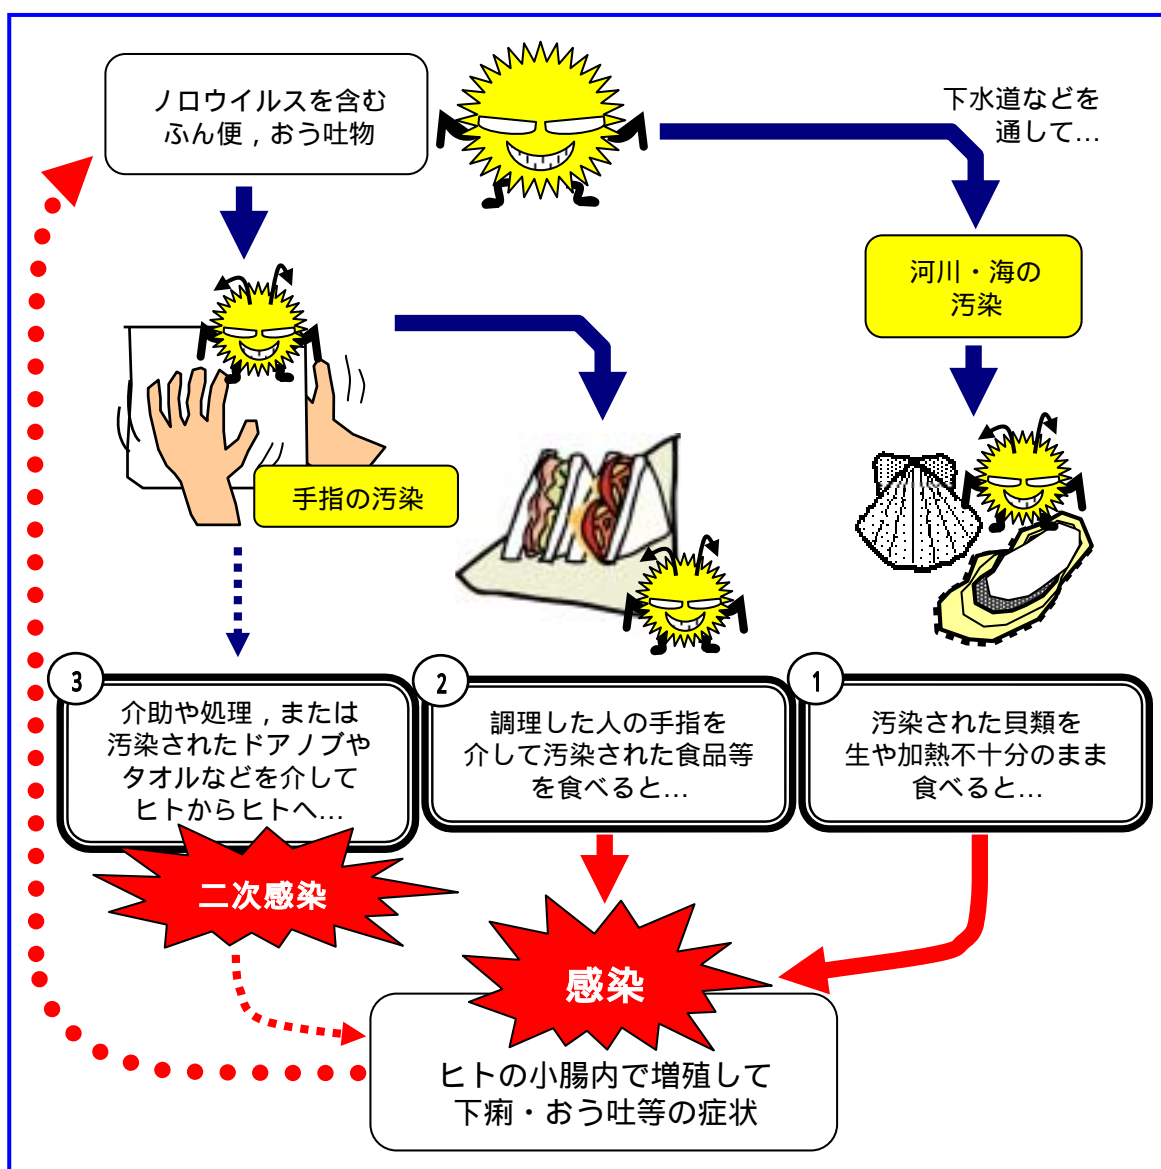 ノロウイルスを含む
ふん便，おう吐物
下水道などを
通して…
河川・海の
汚染
手指の汚染
3
介助や処理，または
汚染されたドアノブや
タオルなどを介して
ヒトからヒトへ…
2
調理した人の手指を
介して汚染された食品等
を食べると…
1
汚染された貝類を
生や加熱不十分のまま
食べると…
二次感染
感染
ヒトの小腸内で増殖して
下痢・おう吐等の症状